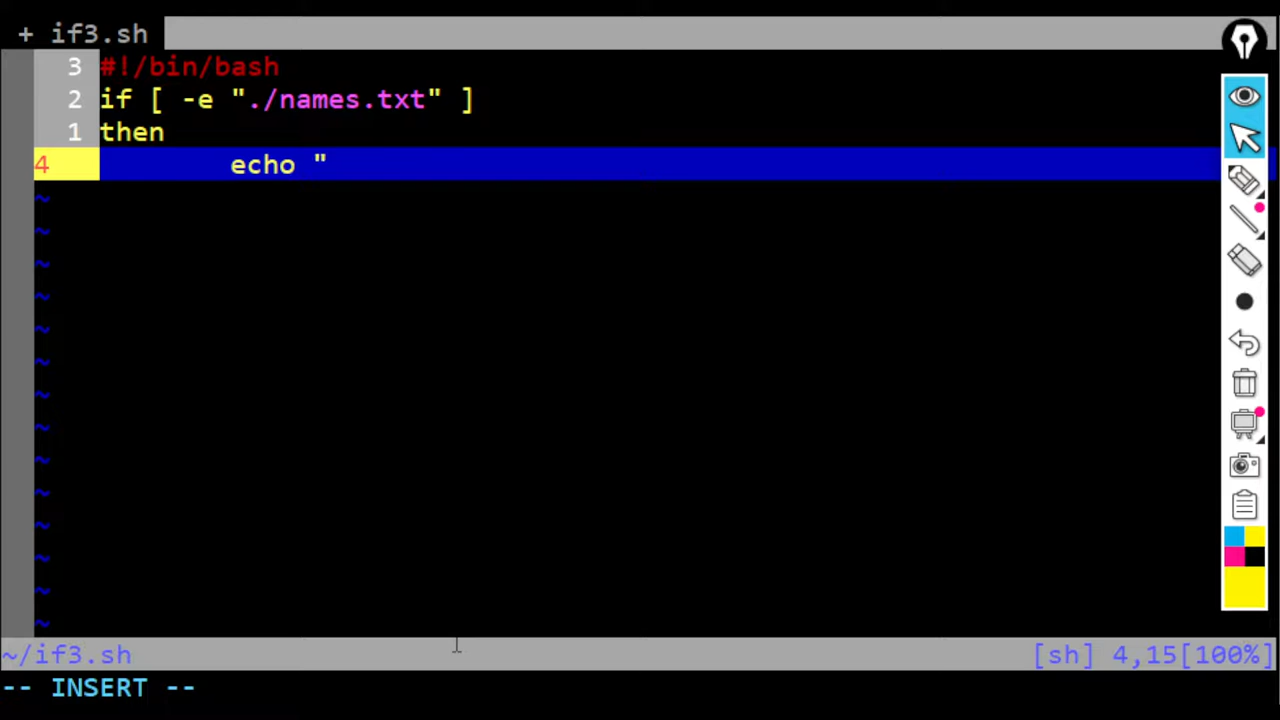 + if3.sh
3 #!/bin/bash
2 if [ -e "./names.txt" ]
1 then
4 echo "
~
~
~
~
~
~
~
~
~
~
~
~
~
~
~/if3.sh [sh] 4,15[100%]
-- INSERT --